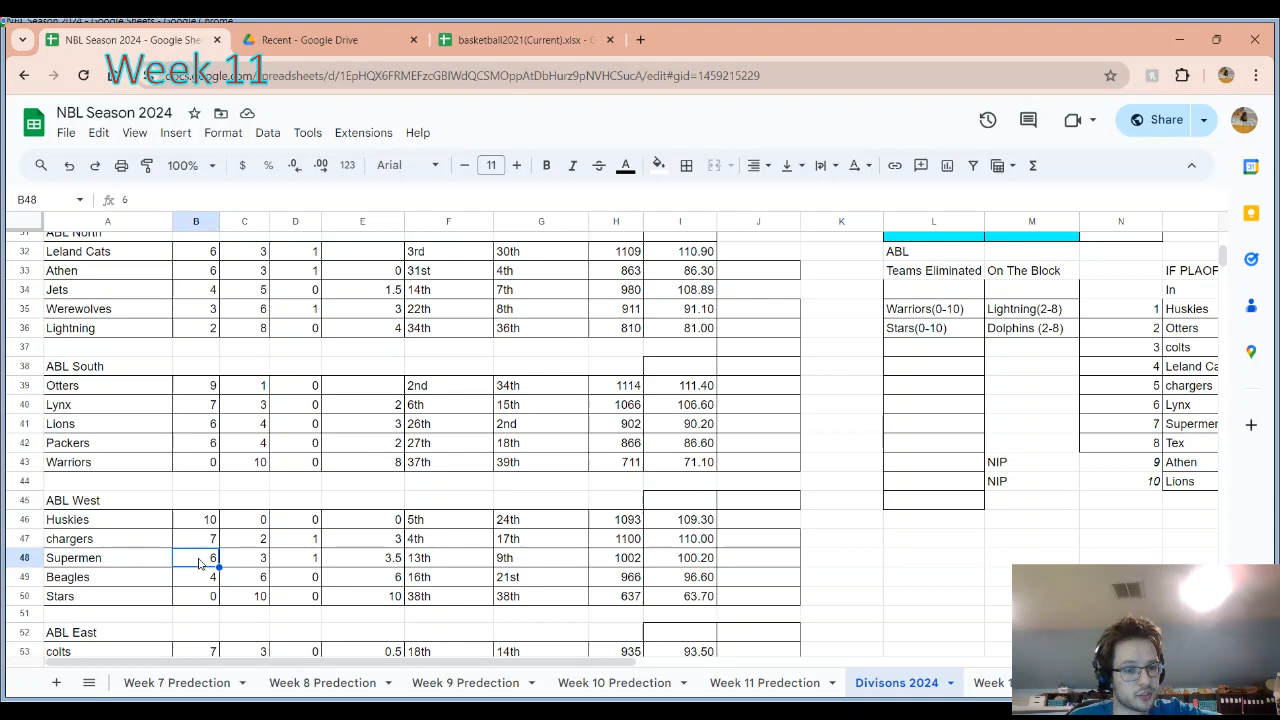 NBL Season 2024 - Google Sheets - Google Chrome
NBL Season 2024 - Google She
Recent - Google Drive
basketball2021(Current).xlsx - G
Week 11
docs.google.com/spreadsheets/d/1EpHQX6FRMEFzcGBIWdQCSMOppAtDbHurz9pNVHCSucA/edit#gid=1459215229
NBL Season 2024
File Edit View Insert Format Data Tools Extensions Help
Share
100% $ % .0 .00 123 Arial 11 B I S A
B48 fx 6
A B C D E F G H I J K L M N
31 ABL North
32 Leland Cats 6 3 1 3rd 30th 1109 110.90 ABL
33 Athen 6 3 1 0 31st 4th 863 86.30 Teams Eliminated On The Block IF PLAOF
34 Jets 4 5 0 1.5 14th 7th 980 108.89 In
35 Werewolves 3 6 1 3 22th 8th 911 91.10 Warriors(0-10) Lightning(2-8) 1 Huskies
36 Lightning 2 8 0 4 34th 36th 810 81.00 Stars(0-10) Dolphins (2-8) 2 Otters
37 3 colts
38 ABL South 4 Leland Ca
39 Otters 9 1 0 2nd 34th 1114 111.40 5 chargers
40 Lynx 7 3 0 2 6th 15th 1066 106.60 6 Lynx
41 Lions 6 4 0 3 26th 2nd 902 90.20 7 Supermen
42 Packers 6 4 0 2 27th 18th 866 86.60 8 Tex
43 Warriors 0 10 0 8 37th 39th 711 71.10 NIP 9 Athen
44 NIP 10 Lions
45 ABL West
46 Huskies 10 0 0 0 5th 24th 1093 109.30
47 chargers 7 2 1 3 4th 17th 1100 110.00
48 Supermen 6 3 1 3.5 13th 9th 1002 100.20
49 Beagles 4 6 0 6 16th 21st 966 96.60
50 Stars 0 10 0 10 38th 38th 637 63.70
51
52 ABL East
53 colts 7 3 0 0.5 18th 14th 935 93.50
Week 7 Predection Week 8 Predection Week 9 Predection Week 10 Predection Week 11 Predection Divisons 2024 Week 1